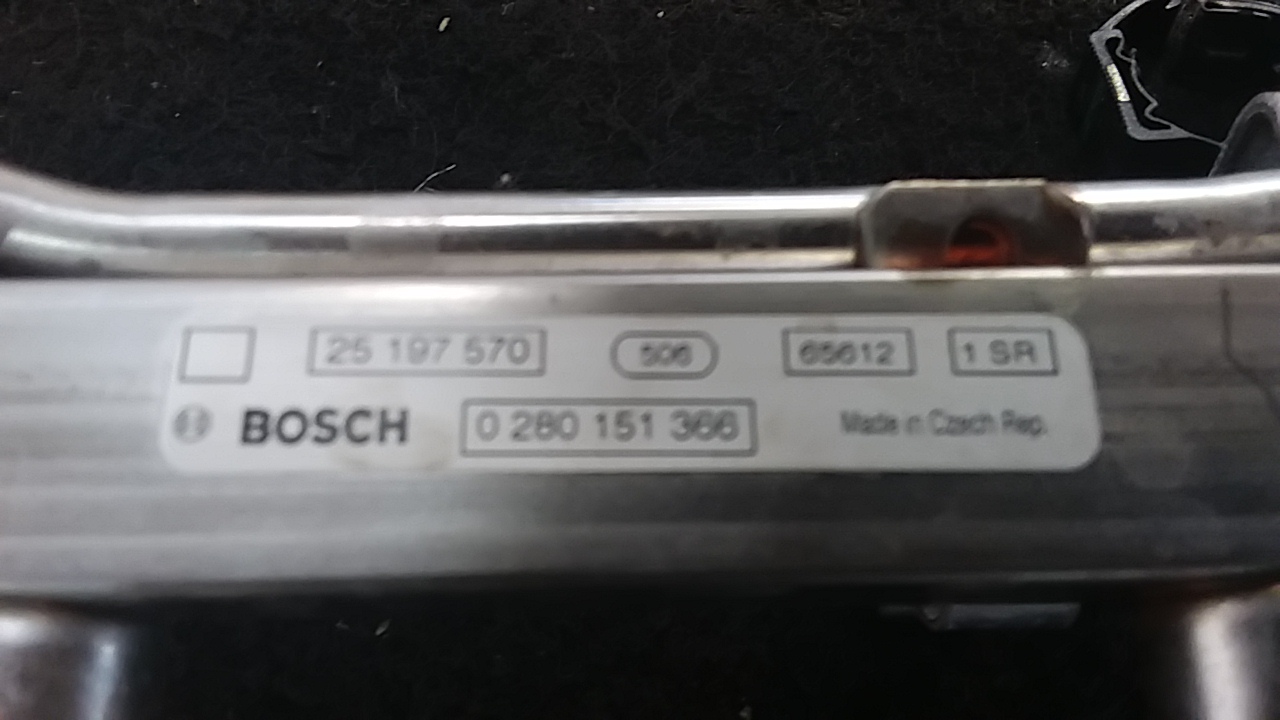 25 197 570 506 65612 1 SR
BOSCH 0 280 151 366 Made in Czech Rep.